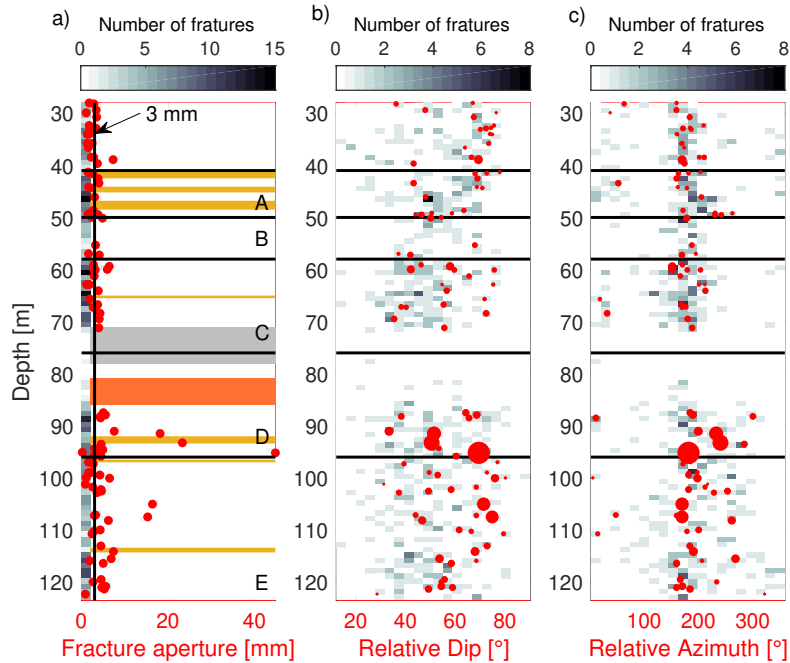 a) Number of fratures
b) Number of fratures
c) Number of fratures
0 5 10 15
0 2 4 6 8
0 2 4 6 8
3 mm
30 40 50 60 70 80 90 100 110 120
Depth [m]
A
B
C
D
E
0 20 40
Fracture aperture [mm]
30 40 50 60 70 80 90 100 110 120
20 40 60 80
Relative Dip [°]
30 40 50 60 70 80 90 100 110 120
100 200 300
Relative Azimuth [°]